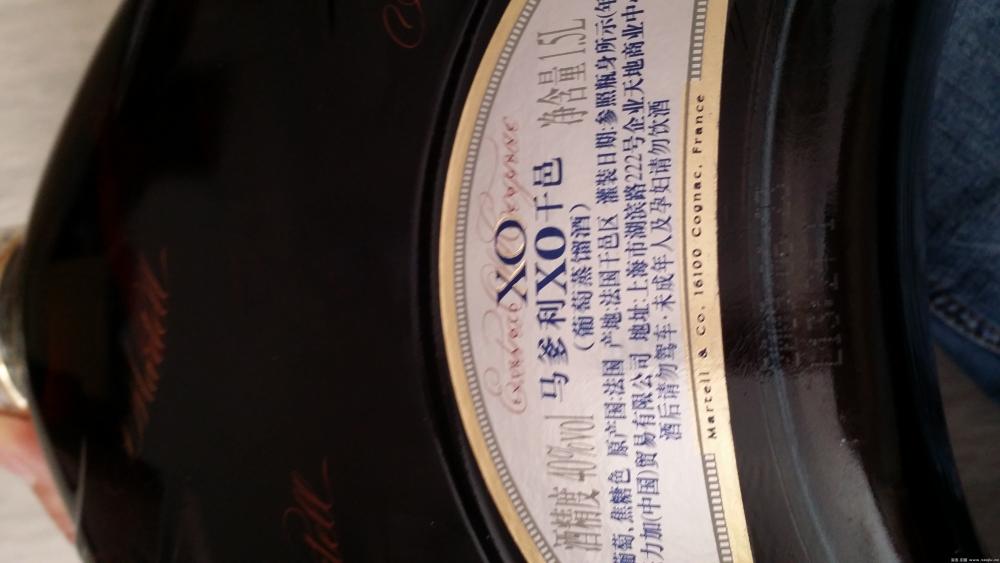 Martell
Extra Old Cognac
XO
马爹利XO干邑
(葡萄蒸馏酒)
酒精度 40%vol
净含量1.5L
葡萄、焦糖色 原产国:法国 产地:法国干邑区 灌装日期:参照瓶身所示
力加(中国)贸易有限公司 地址:上海市湖滨路222号企业天地商业中
酒后请勿驾车·未成年人及孕妇请勿饮酒
Martell & Co, 16100 Cognac, France